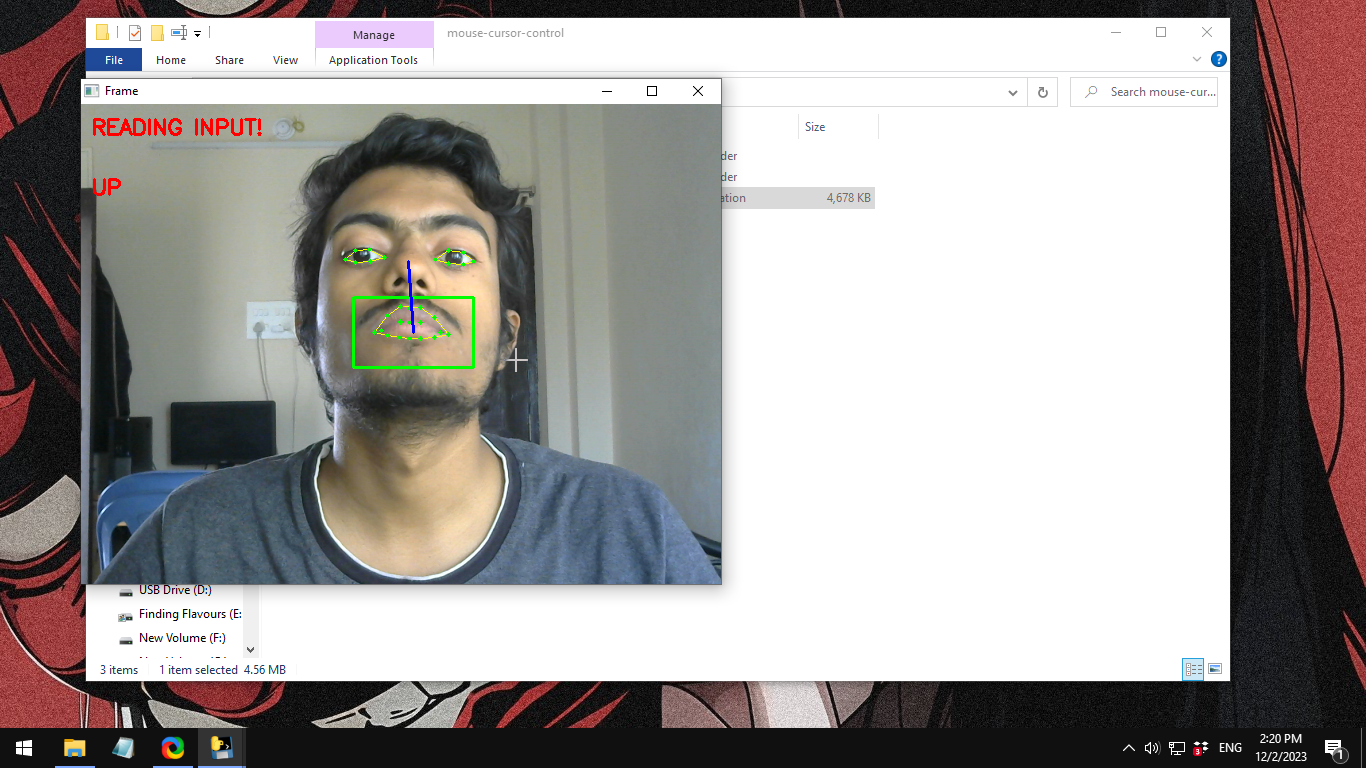 Manage
mouse-cursor-control
File
Home
Share
View
Application Tools
Frame
Search mouse-cur...
READING INPUT!
UP
Size
der
der
ation
4,678 KB
USB Drive (D:)
Finding Flavours (E:
New Volume (F:)
3 items
1 item selected 4.56 MB
ENG
2:20 PM
12/2/2023
3
1